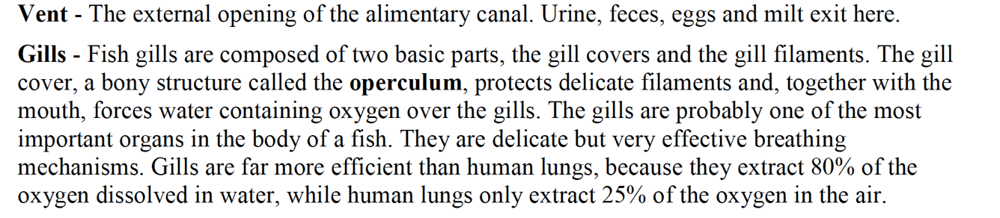 Vent - The external opening of the alimentary canal. Urine, feces, eggs and milt exit here.
Gills - Fish gills are composed of two basic parts, the gill covers and the gill filaments. The gill
cover, a bony structure called the operculum, protects delicate filaments and, together with the
mouth, forces water containing oxygen over the gills. The gills are probably one of the most
important organs in the body of a fish. They are delicate but very effective breathing
mechanisms. Gills are far more efficient than human lungs, because they extract 80% of the
oxygen dissolved in water, while human lungs only extract 25% of the oxygen in the air.